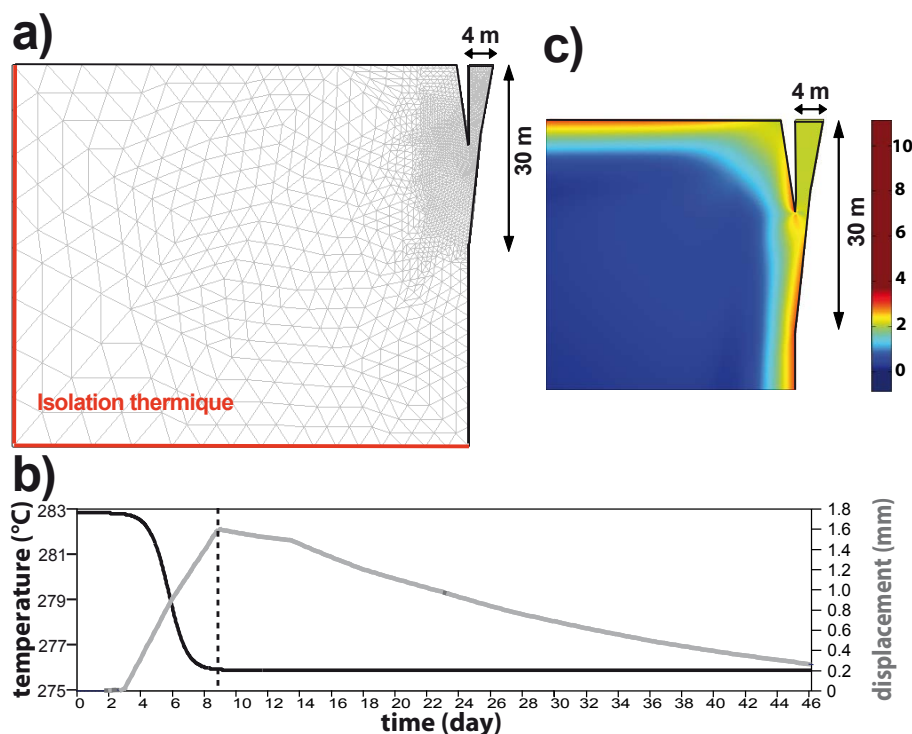 a)
4 m
30 m
Isolation thermique
c)
4 m
30 m
10
8
6
4
2
0
b)
temperature (°C)
283
281
279
277
275
0 2 4 6 8 10 12 14 16 18 20 22 24 26 28 30 32 34 36 38 40 42 44 46
time (day)
1.8
1.6
1.4
1.2
1.0
0.8
0.6
0.4
0.2
0
displacement (mm)